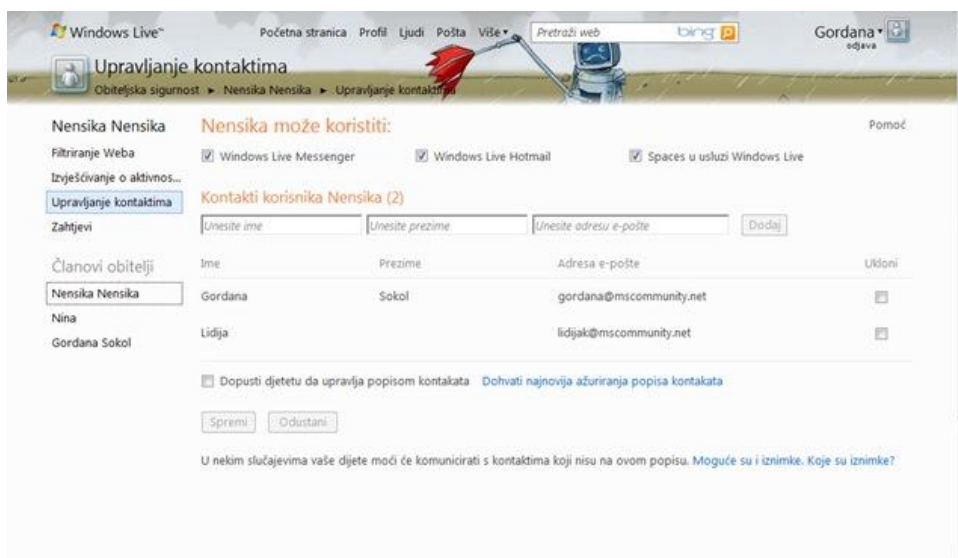 Windows Live™ Početna stranica Profil Ljudi Pošta Više Pretraži web bing Gordana
odjava
Upravljanje kontaktima
Obiteljska sigurnost ► Nensika Nensika ► Upravljanje kontaktima
Nensika Nensika
Filtriranje Weba
Izvješćivanje o aktivnos...
Upravljanje kontaktima
Zahtjevi
Članovi obitelji
Nensika Nensika
Nina
Gordana Sokol
Nensika može koristiti: Pomoć
Windows Live Messenger Windows Live Hotmail Spaces u usluzi Windows Live
Kontakti korisnika Nensika (2)
Unesite ime Unesite prezime Unesite adresu e-pošte Dodaj
Ime Prezime Adresa e-pošte Ukloni
Gordana Sokol gordana@mscommunity.net
Lidija lidijak@mscommunity.net
Dopusti djetetu da upravlja popisom kontakata Dohvati najnovija ažuriranja popisa kontakata
Spremi Odustani
U nekim slučajevima vaše dijete moći će komunicirati s kontaktima koji nisu na ovom popisu. Moguće su i iznimke. Koje su iznimke?